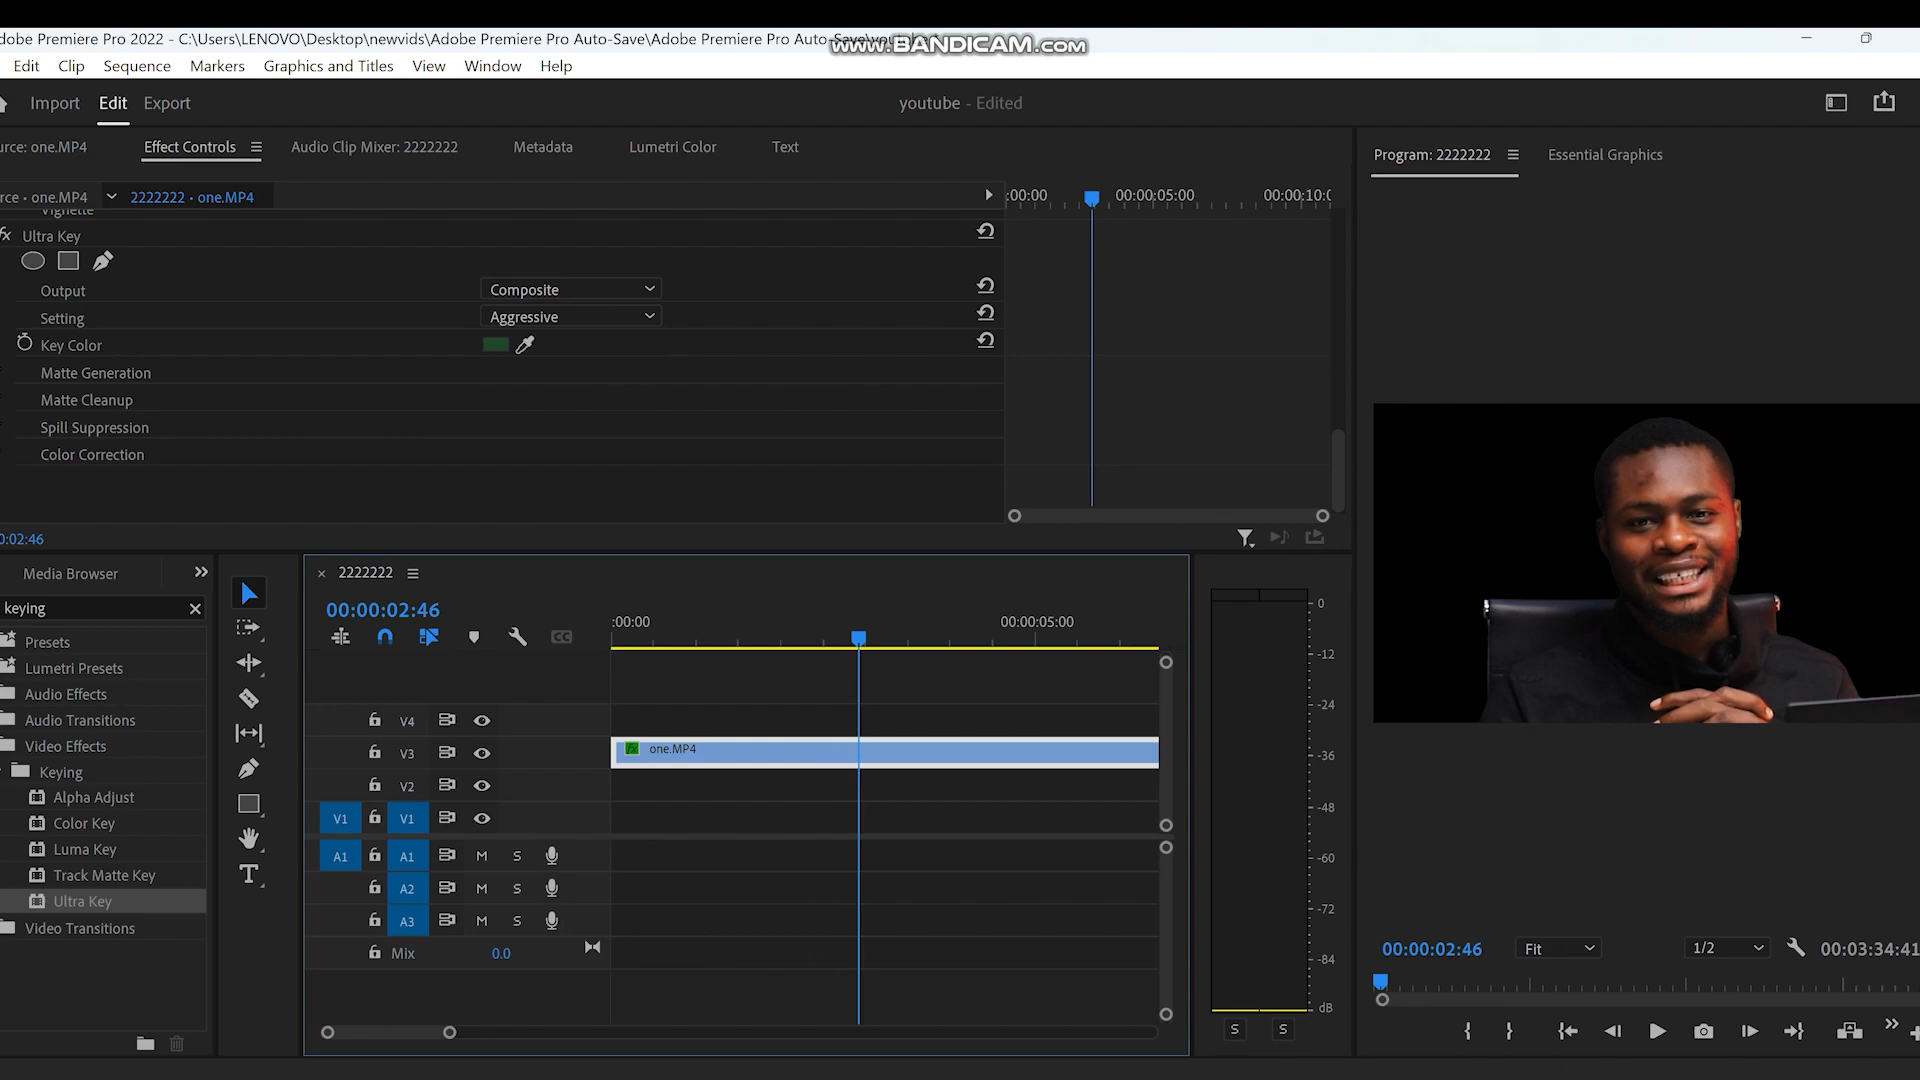 dobe Premiere Pro 2022 - C:\Users\LENOVO\Desktop\newvids\Adobe Premiere Pro Auto-Save\Adobe Premiere Pro Auto-Save\
www.BANDICAM.com
Edit Clip Sequence Markers Graphics and Titles View Window Help
Import Edit Export
youtube - Edited
urce: one.MP4 Effect Controls Audio Clip Mixer: 2222222 Metadata Lumetri Color Text
Program: 2222222 Essential Graphics
rce • one.MP4 2222222 • one.MP4
:00:00 00:00:05:00 00:00:10:0
Vignette
fx Ultra Key
Output Composite
Setting Aggressive
Key Color
Matte Generation
Matte Cleanup
Spill Suppression
Color Correction
0:02:46
Media Browser
keying
Presets
Lumetri Presets
Audio Effects
Audio Transitions
Video Effects
Keying
Alpha Adjust
Color Key
Luma Key
Track Matte Key
Ultra Key
Video Transitions
2222222
00:00:02:46
:00:00 00:00:05:00
CC
V4
V3
fx one.MP4
V2
V1 V1
A1 A1 M S
A2 M S
A3 M S
Mix 0.0
0
-12
-24
-36
-48
-60
-72
-84
dB
S S
00:00:02:46 Fit 1/2 00:03:34:41